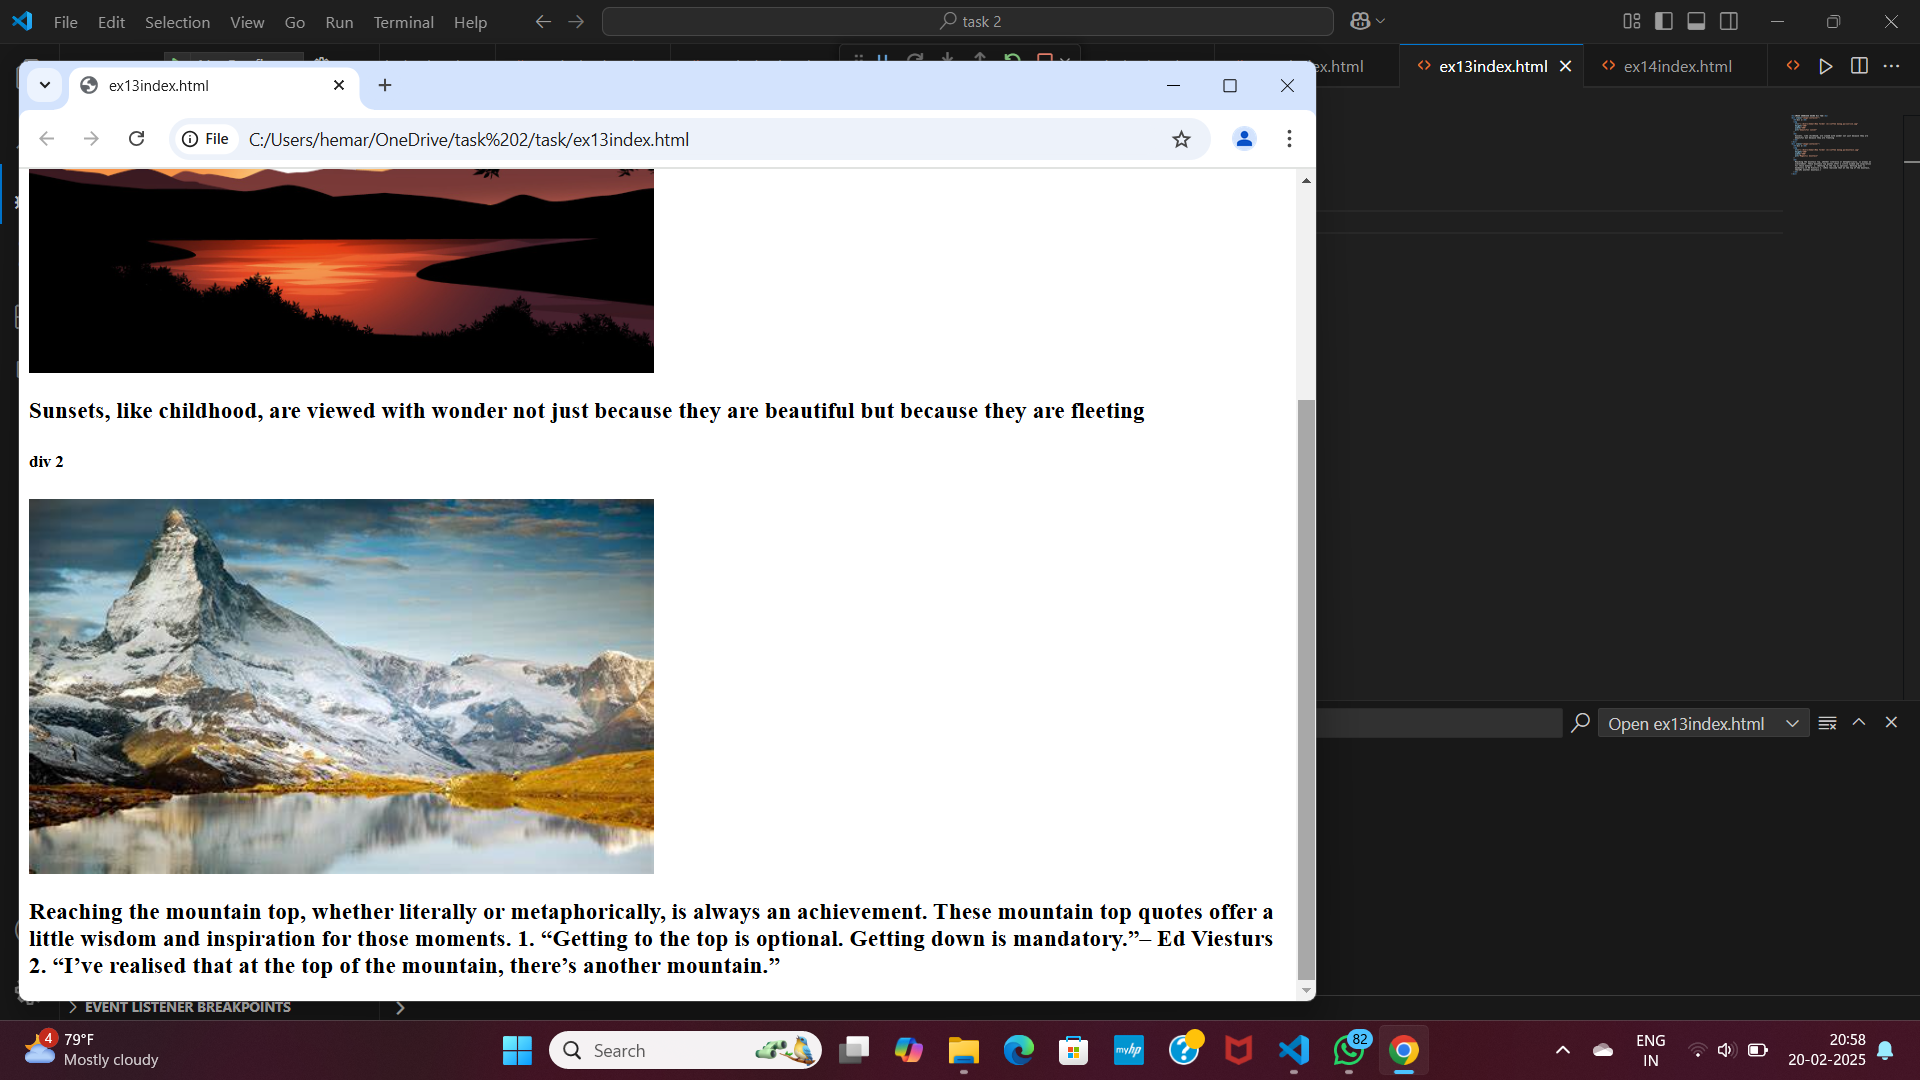 File Edit Selection View Go Run Terminal Help
task 2
ex.html
ex13index.html
ex14index.html
ex13index.html
File
C:/Users/hemar/OneDrive/task%202/task/ex13index.html
Sunsets, like childhood, are viewed with wonder not just because they are beautiful but because they are fleeting
div 2
Reaching the mountain top, whether literally or metaphorically, is always an achievement. These mountain top quotes offer a
little wisdom and inspiration for those moments. 1. “Getting to the top is optional. Getting down is mandatory.”– Ed Viesturs
2. “I’ve realised that at the top of the mountain, there’s another mountain.”
Open ex13index.html
EVENT LISTENER BREAKPOINTS
4
79°F
Mostly cloudy
Search
myhp
82
ENG
IN
20:58
20-02-2025